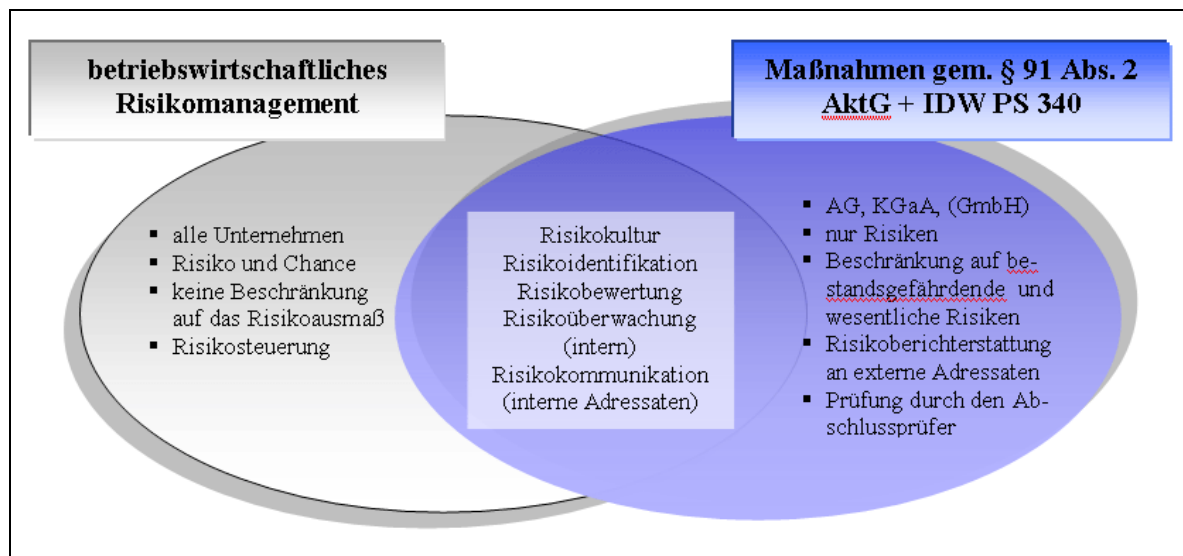 betriebswirtschaftliches
Risikomanagement
Maßnahmen gem. § 91 Abs. 2
AktG + IDW PS 340
▪ alle Unternehmen
▪ Risiko und Chance
▪ keine Beschränkung
auf das Risikoausmaß
▪ Risikosteuerung
Risikokultur
Risikoidentifikation
Risikobewertung
Risikoüberwachung
(intern)
Risikokommunikation
(interne Adressaten)
▪ AG, KGaA, (GmbH)
▪ nur Risiken
▪ Beschränkung auf be-
standsgefährdende und
wesentliche Risiken
▪ Risikoberichterstattung
an externe Adressaten
▪ Prüfung durch den Ab-
schlussprüfer